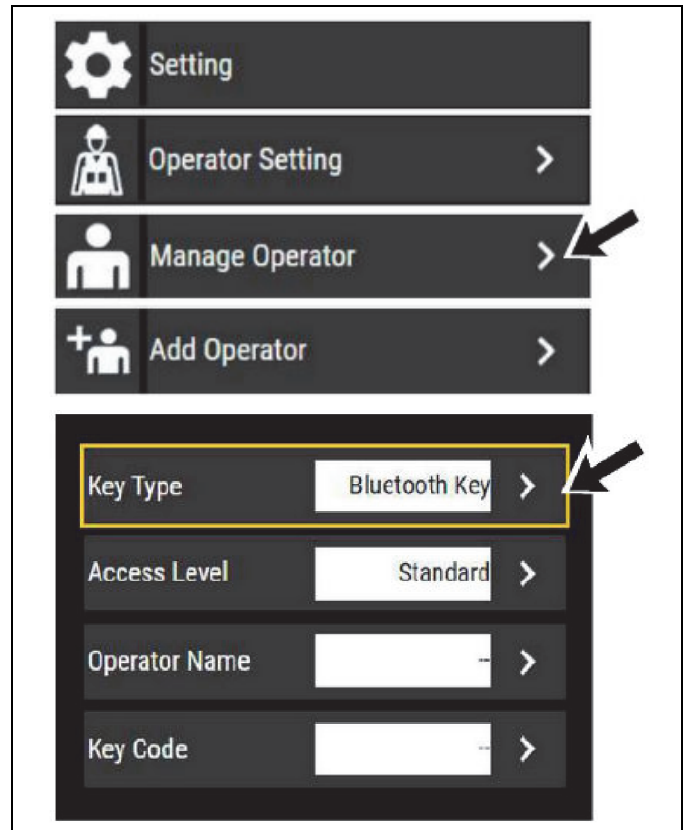 Setting
Operator Setting
Manage Operator
Add Operator
Key Type Bluetooth Key
Access Level Standard
Operator Name --
Key Code --